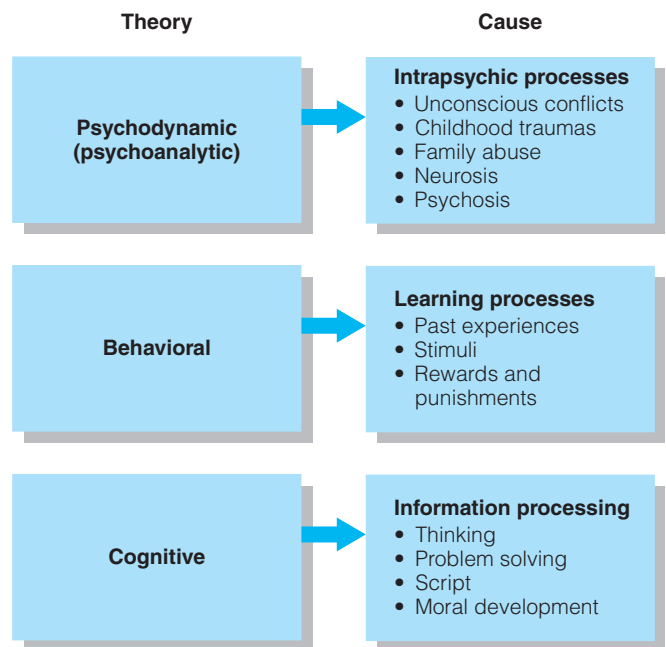 Theory Cause
Psychodynamic
(psychoanalytic)
Intrapsychic processes
• Unconscious conflicts
• Childhood traumas
• Family abuse
• Neurosis
• Psychosis
Behavioral
Learning processes
• Past experiences
• Stimuli
• Rewards and
punishments
Cognitive
Information processing
• Thinking
• Problem solving
• Script
• Moral development